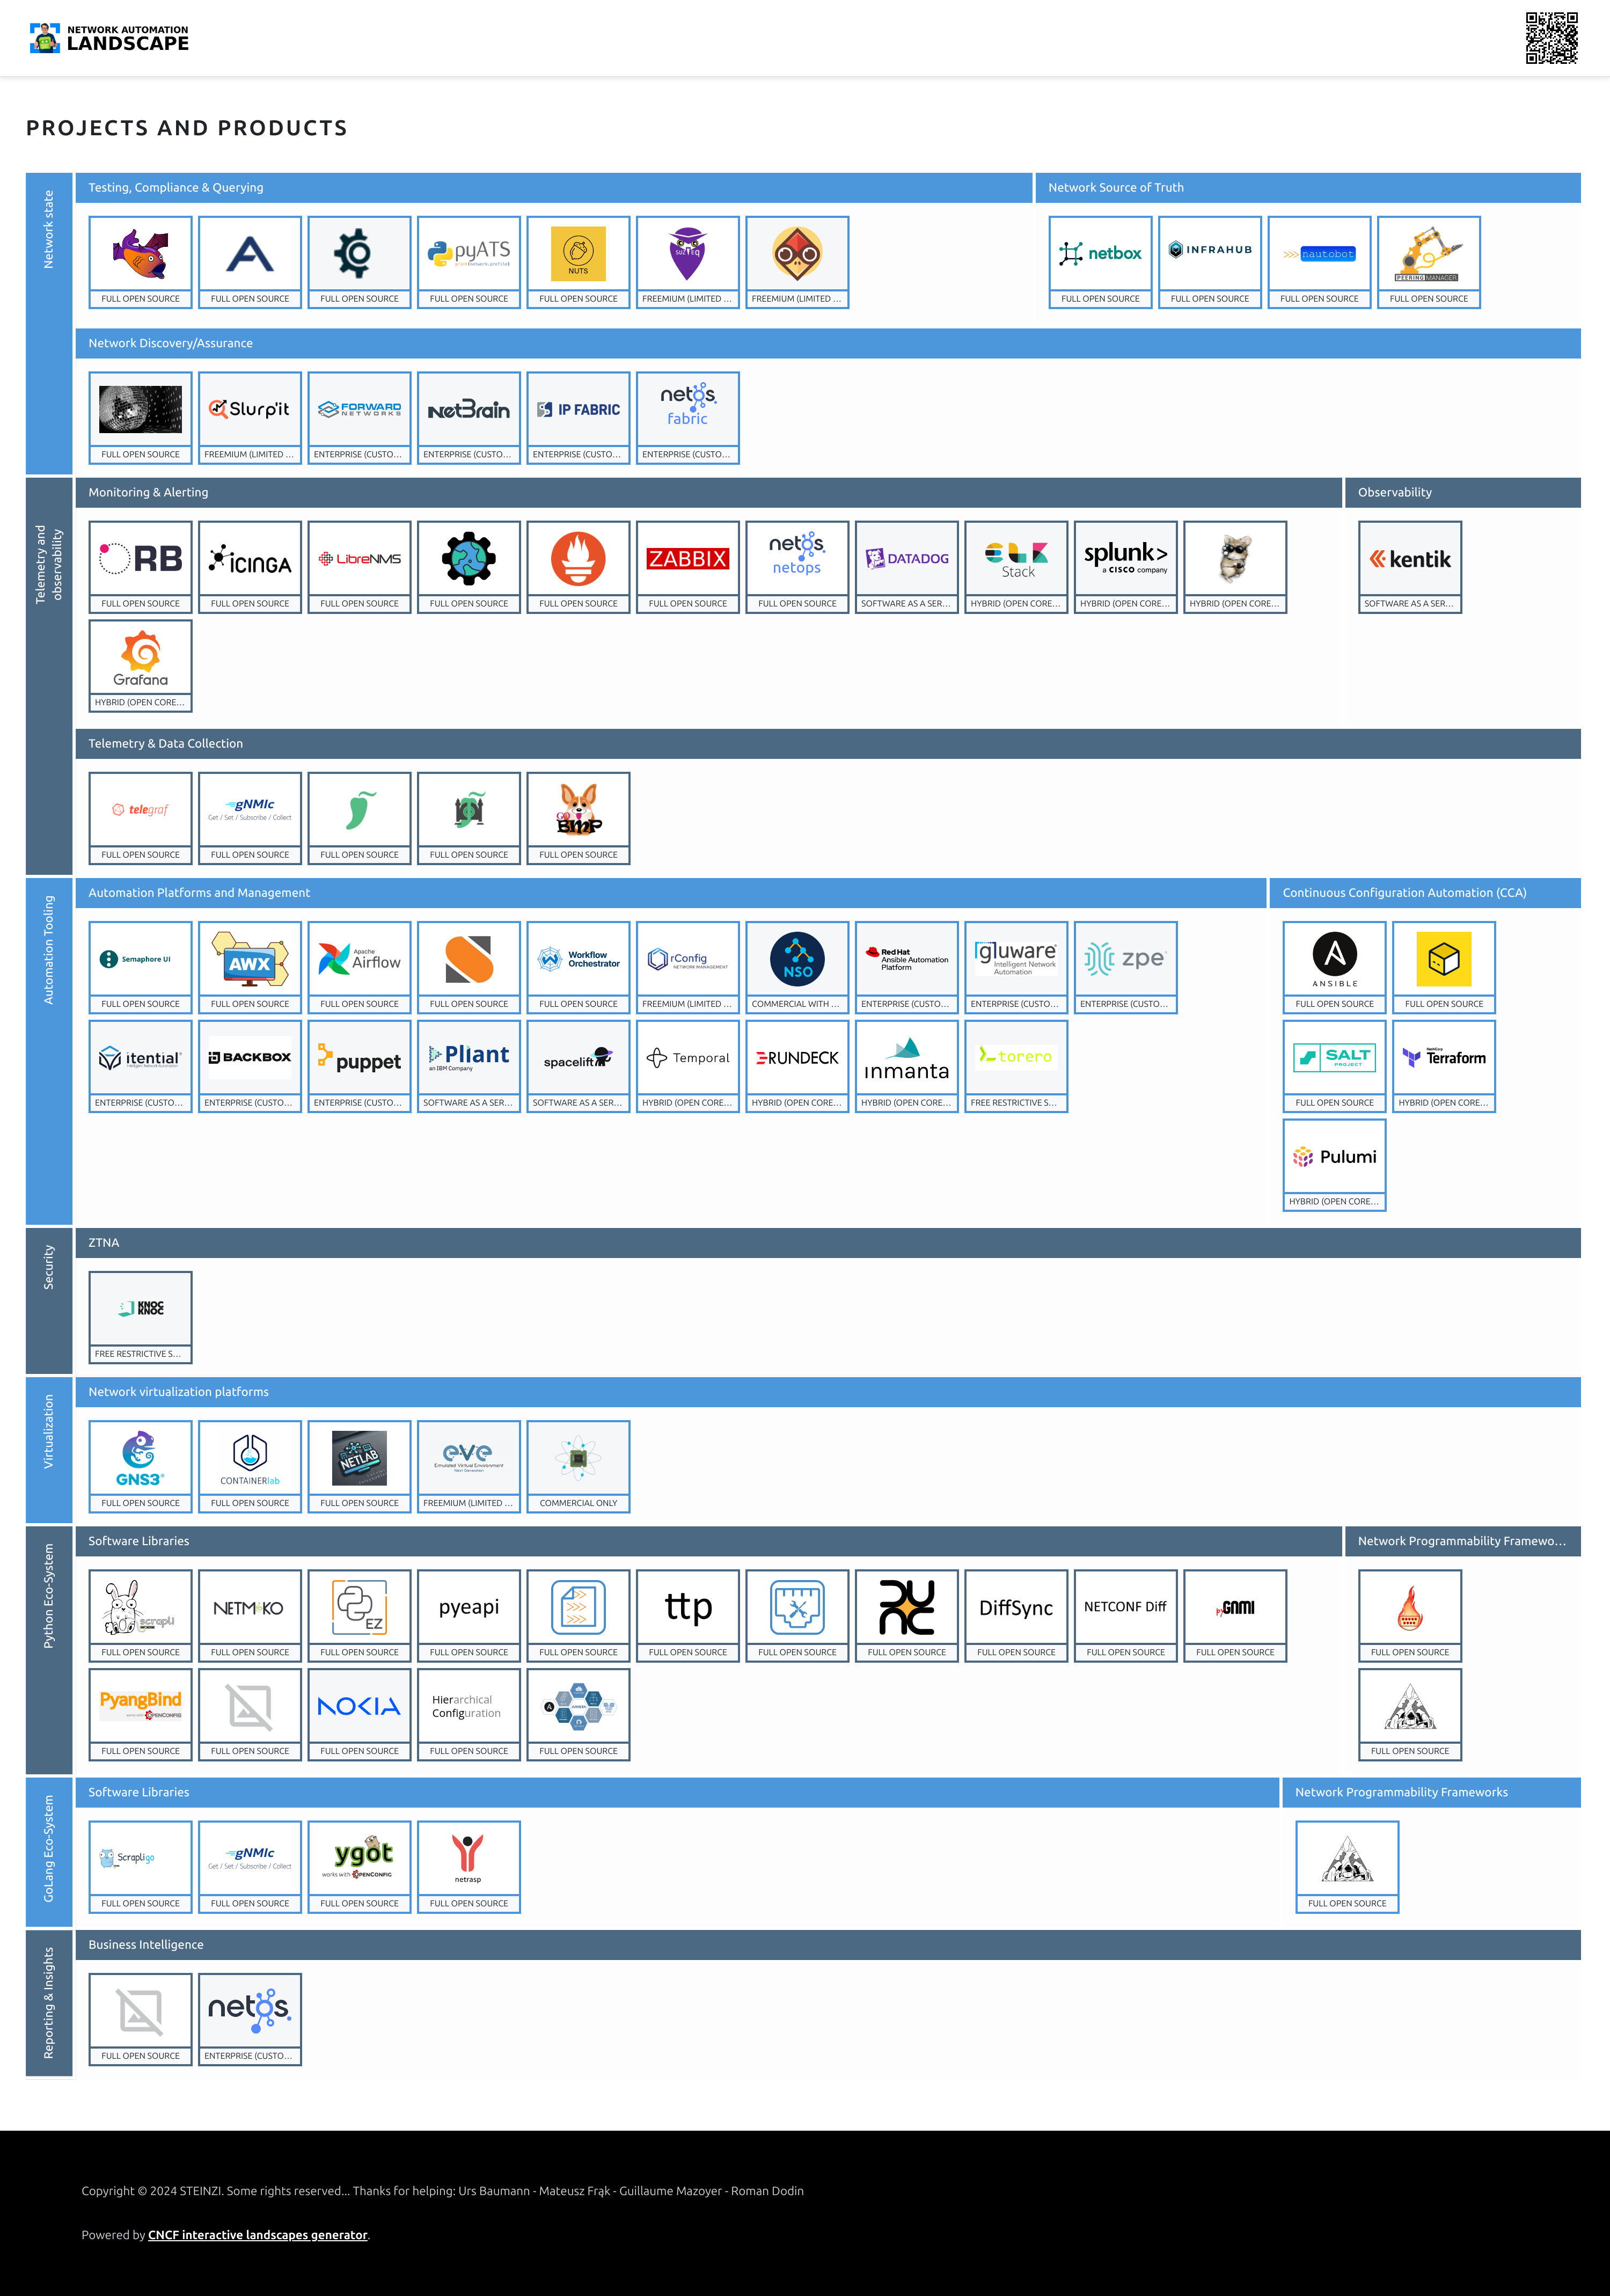 NETWORK AUTOMATION
LANDSCAPE
PROJECTS AND PRODUCTS
Network state
Testing, Compliance & Querying
FULL OPEN SOURCE
FULL OPEN SOURCE
FULL OPEN SOURCE
pyATS
FULL OPEN SOURCE
NUTS
FULL OPEN SOURCE
FREEMIUM (LIMITED ...
FREEMIUM (LIMITED ...
Network Source of Truth
netbox
FULL OPEN SOURCE
INFRAHUB
FULL OPEN SOURCE
>>> nautobot
FULL OPEN SOURCE
PEERING MANAGER
FULL OPEN SOURCE
Network Discovery/Assurance
FULL OPEN SOURCE
Slurp'it
FREEMIUM (LIMITED ...
FORWARD
NETWORKS
ENTERPRISE (CUSTO...
NetBrain
ENTERPRISE (CUSTO...
IP FABRIC
ENTERPRISE (CUSTO...
netos
fabric
ENTERPRISE (CUSTO...
Telemetry and
observability
Monitoring & Alerting
ORB
FULL OPEN SOURCE
ICINGA
FULL OPEN SOURCE
LibreNMS
FULL OPEN SOURCE
FULL OPEN SOURCE
FULL OPEN SOURCE
ZABBIX
FULL OPEN SOURCE
netos
netops
FULL OPEN SOURCE
DATADOG
SOFTWARE AS A SER...
ELK
Stack
HYBRID (OPEN CORE...
splunk>
a CISCO company
HYBRID (OPEN CORE...
HYBRID (OPEN CORE...
Grafana
HYBRID (OPEN CORE...
Observability
kentik
SOFTWARE AS A SER...
Telemetry & Data Collection
telegraf
FULL OPEN SOURCE
gNMIc
Get / Set / Subscribe / Collect
FULL OPEN SOURCE
FULL OPEN SOURCE
FULL OPEN SOURCE
GO
BMP
FULL OPEN SOURCE
Automation Tooling
Automation Platforms and Management
Semaphore UI
FULL OPEN SOURCE
AWX
FULL OPEN SOURCE
Apache
Airflow
FULL OPEN SOURCE
FULL OPEN SOURCE
Workflow
Orchestrator
FULL OPEN SOURCE
rConfig
NETWORK MANAGEMENT
FREEMIUM (LIMITED ...
NSO
COMMERCIAL WITH ...
Red Hat
Ansible Automation
Platform
ENTERPRISE (CUSTO...
gluware®
Intelligent Network
Automation
ENTERPRISE (CUSTO...
zpe
ENTERPRISE (CUSTO...
itential
Intelligent Network Automation
ENTERPRISE (CUSTO...
BACKBOX
ENTERPRISE (CUSTO...
puppet
ENTERPRISE (CUSTO...
Pliant
an IBM Company
SOFTWARE AS A SER...
spacelift
SOFTWARE AS A SER...
Temporal
HYBRID (OPEN CORE...
RUNDECK
HYBRID (OPEN CORE...
inmanta
HYBRID (OPEN CORE...
torero
FREE RESTRICTIVE S...
Continuous Configuration Automation (CCA)
ANSIBLE
FULL OPEN SOURCE
FULL OPEN SOURCE
SALT
PROJECT
FULL OPEN SOURCE
HashiCorp
Terraform
HYBRID (OPEN CORE...
Pulumi
HYBRID (OPEN CORE...
Security
ZTNA
KNOC
KNOC
FREE RESTRICTIVE S...
Virtualization
Network virtualization platforms
GNS3
FULL OPEN SOURCE
CONTAINERlab
FULL OPEN SOURCE
NETLAB
FULL OPEN SOURCE
eve
Emulated Virtual Environment
Next Generation
FREEMIUM (LIMITED ...
COMMERCIAL ONLY
Python Eco-System
Software Libraries
scrapli
FULL OPEN SOURCE
NETMIKO
FULL OPEN SOURCE
EZ
FULL OPEN SOURCE
pyeapi
FULL OPEN SOURCE
FULL OPEN SOURCE
ttp
FULL OPEN SOURCE
FULL OPEN SOURCE
FULL OPEN SOURCE
DiffSync
FULL OPEN SOURCE
NETCONF Diff
FULL OPEN SOURCE
pyGNMI
FULL OPEN SOURCE
PyangBind
works with OPENCONFIG
FULL OPEN SOURCE
FULL OPEN SOURCE
NOKIA
FULL OPEN SOURCE
Hierarchical
Configuration
FULL OPEN SOURCE
FULL OPEN SOURCE
Network Programmability Framewo...
FULL OPEN SOURCE
FULL OPEN SOURCE
GoLang Eco-System
Software Libraries
Scrapligo
FULL OPEN SOURCE
gNMIc
Get / Set / Subscribe / Collect
FULL OPEN SOURCE
ygot
works with OPENCONFIG
FULL OPEN SOURCE
netrasp
FULL OPEN SOURCE
Network Programmability Frameworks
FULL OPEN SOURCE
Reporting & Insights
Business Intelligence
FULL OPEN SOURCE
netos
ENTERPRISE (CUSTO...
Copyright © 2024 STEINZI. Some rights reserved... Thanks for helping: Urs Baumann - Mateusz Frąk - Guillaume Mazoyer - Roman Dodin
Powered by CNCF interactive landscapes generator.